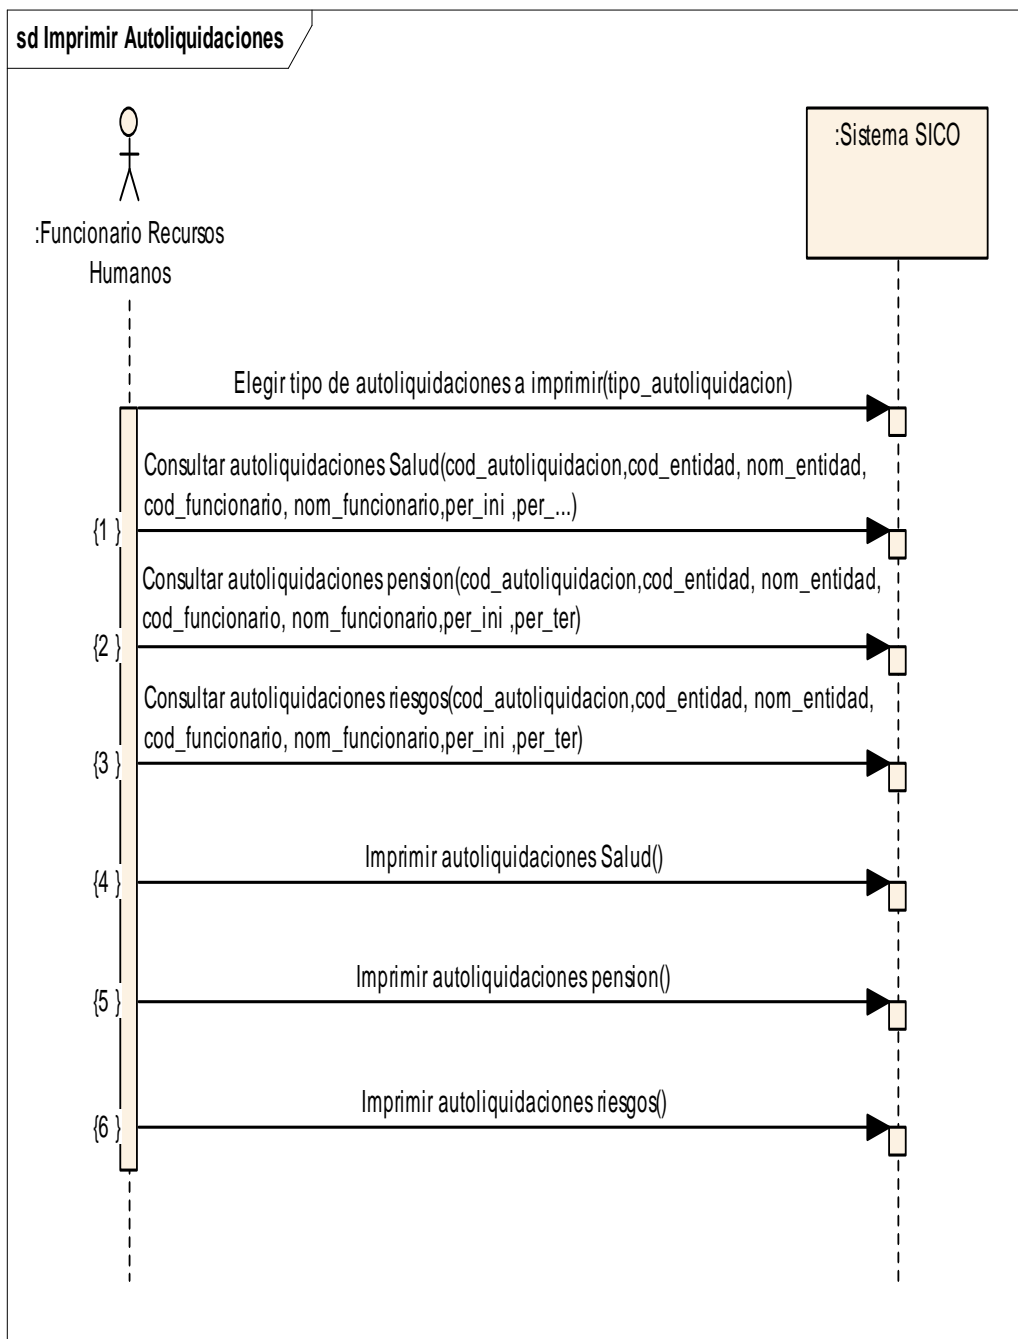 sd Imprimir Autoliquidaciones
:Sistema SICO
:Funcionario Recursos
Humanos
Elegir tipo de autoliquidaciones a imprimir(tipo_autoliquidacion)
Consultar autoliquidaciones Salud(cod_autoliquidacion,cod_entidad, nom_entidad,
cod_funcionario, nom_funcionario,per_ini ,per_...)
{1 }
Consultar autoliquidaciones pension(cod_autoliquidacion,cod_entidad, nom_entidad,
cod_funcionario, nom_funcionario,per_ini ,per_ter)
{2 }
Consultar autoliquidaciones riesgos(cod_autoliquidacion,cod_entidad, nom_entidad,
cod_funcionario, nom_funcionario,per_ini ,per_ter)
{3 }
Imprimir autoliquidaciones Salud()
{4 }
Imprimir autoliquidaciones pension()
{5 }
Imprimir autoliquidaciones riesgos()
{6 }